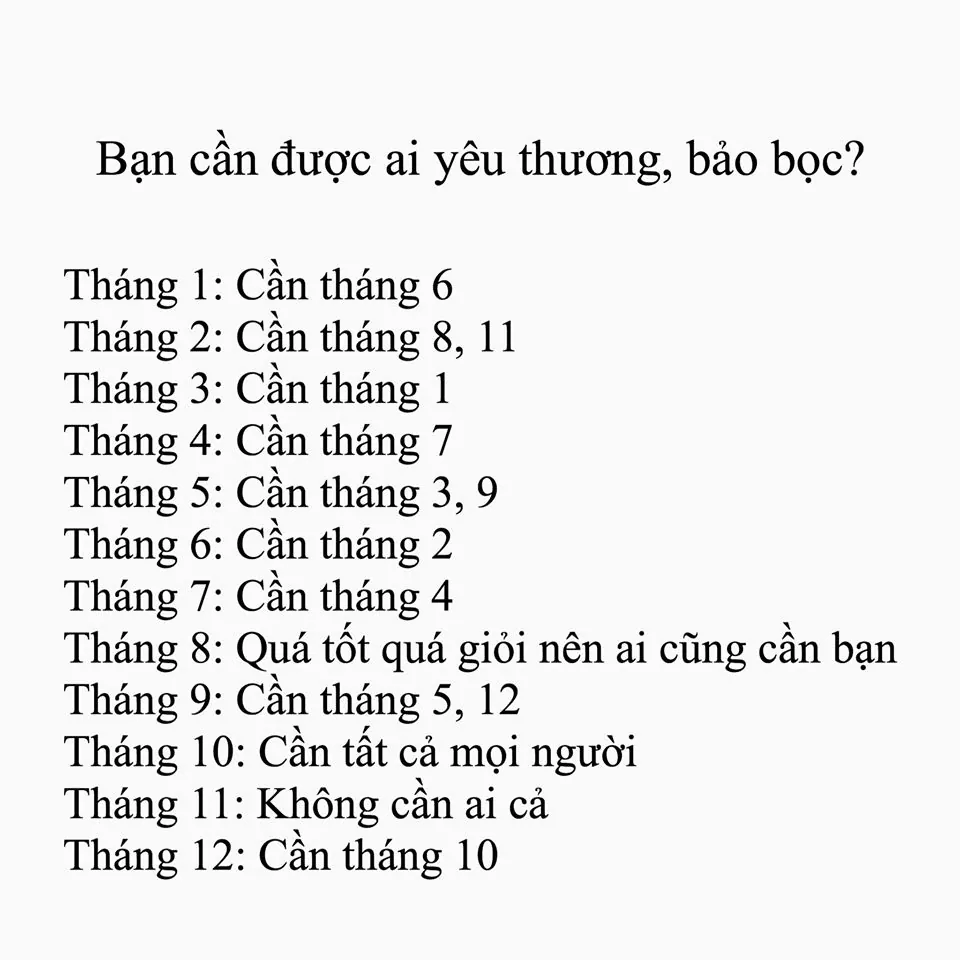 Bạn cần được ai yêu thương, bảo bọc?
Tháng 1: Cần tháng 6
Tháng 2: Cần tháng 8, 11
Tháng 3: Cần tháng 1
Tháng 4: Cần tháng 7
Tháng 5: Cần tháng 3, 9
Tháng 6: Cần tháng 2
Tháng 7: Cần tháng 4
Tháng 8: Quá tốt quá giỏi nên ai cũng cần bạn
Tháng 9: Cần tháng 5, 12
Tháng 10: Cần tất cả mọi người
Tháng 11: Không cần ai cả
Tháng 12: Cần tháng 10